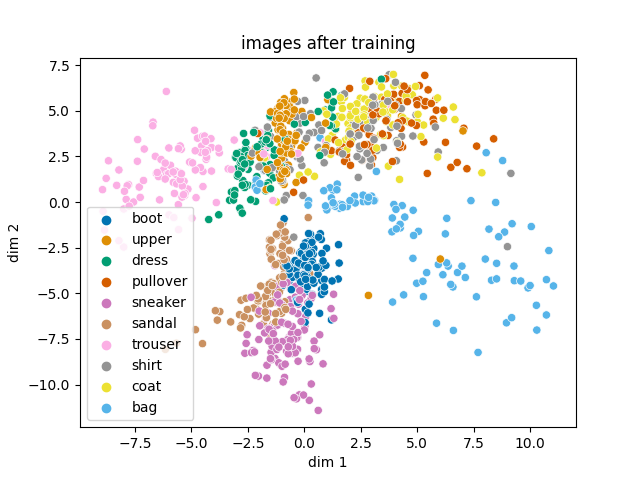 images after training
dim 2
7.5
5.0
2.5
0.0
−2.5
−5.0
−7.5
−10.0
boot
upper
dress
pullover
sneaker
sandal
trouser
shirt
coat
bag
−7.5 −5.0 −2.5 0.0 2.5 5.0 7.5 10.0
dim 1